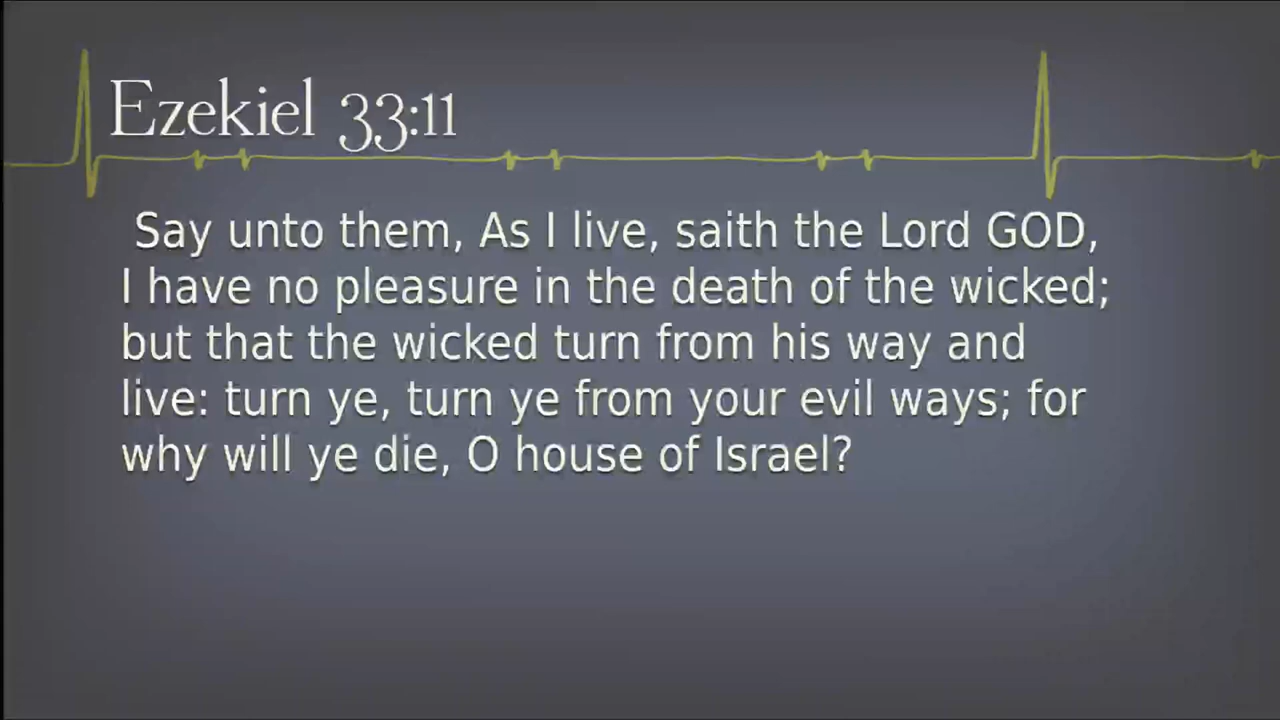 Ezekiel 33:11
Say unto them, As I live, saith the Lord GOD,
I have no pleasure in the death of the wicked;
but that the wicked turn from his way and
live: turn ye, turn ye from your evil ways; for
why will ye die, O house of Israel?